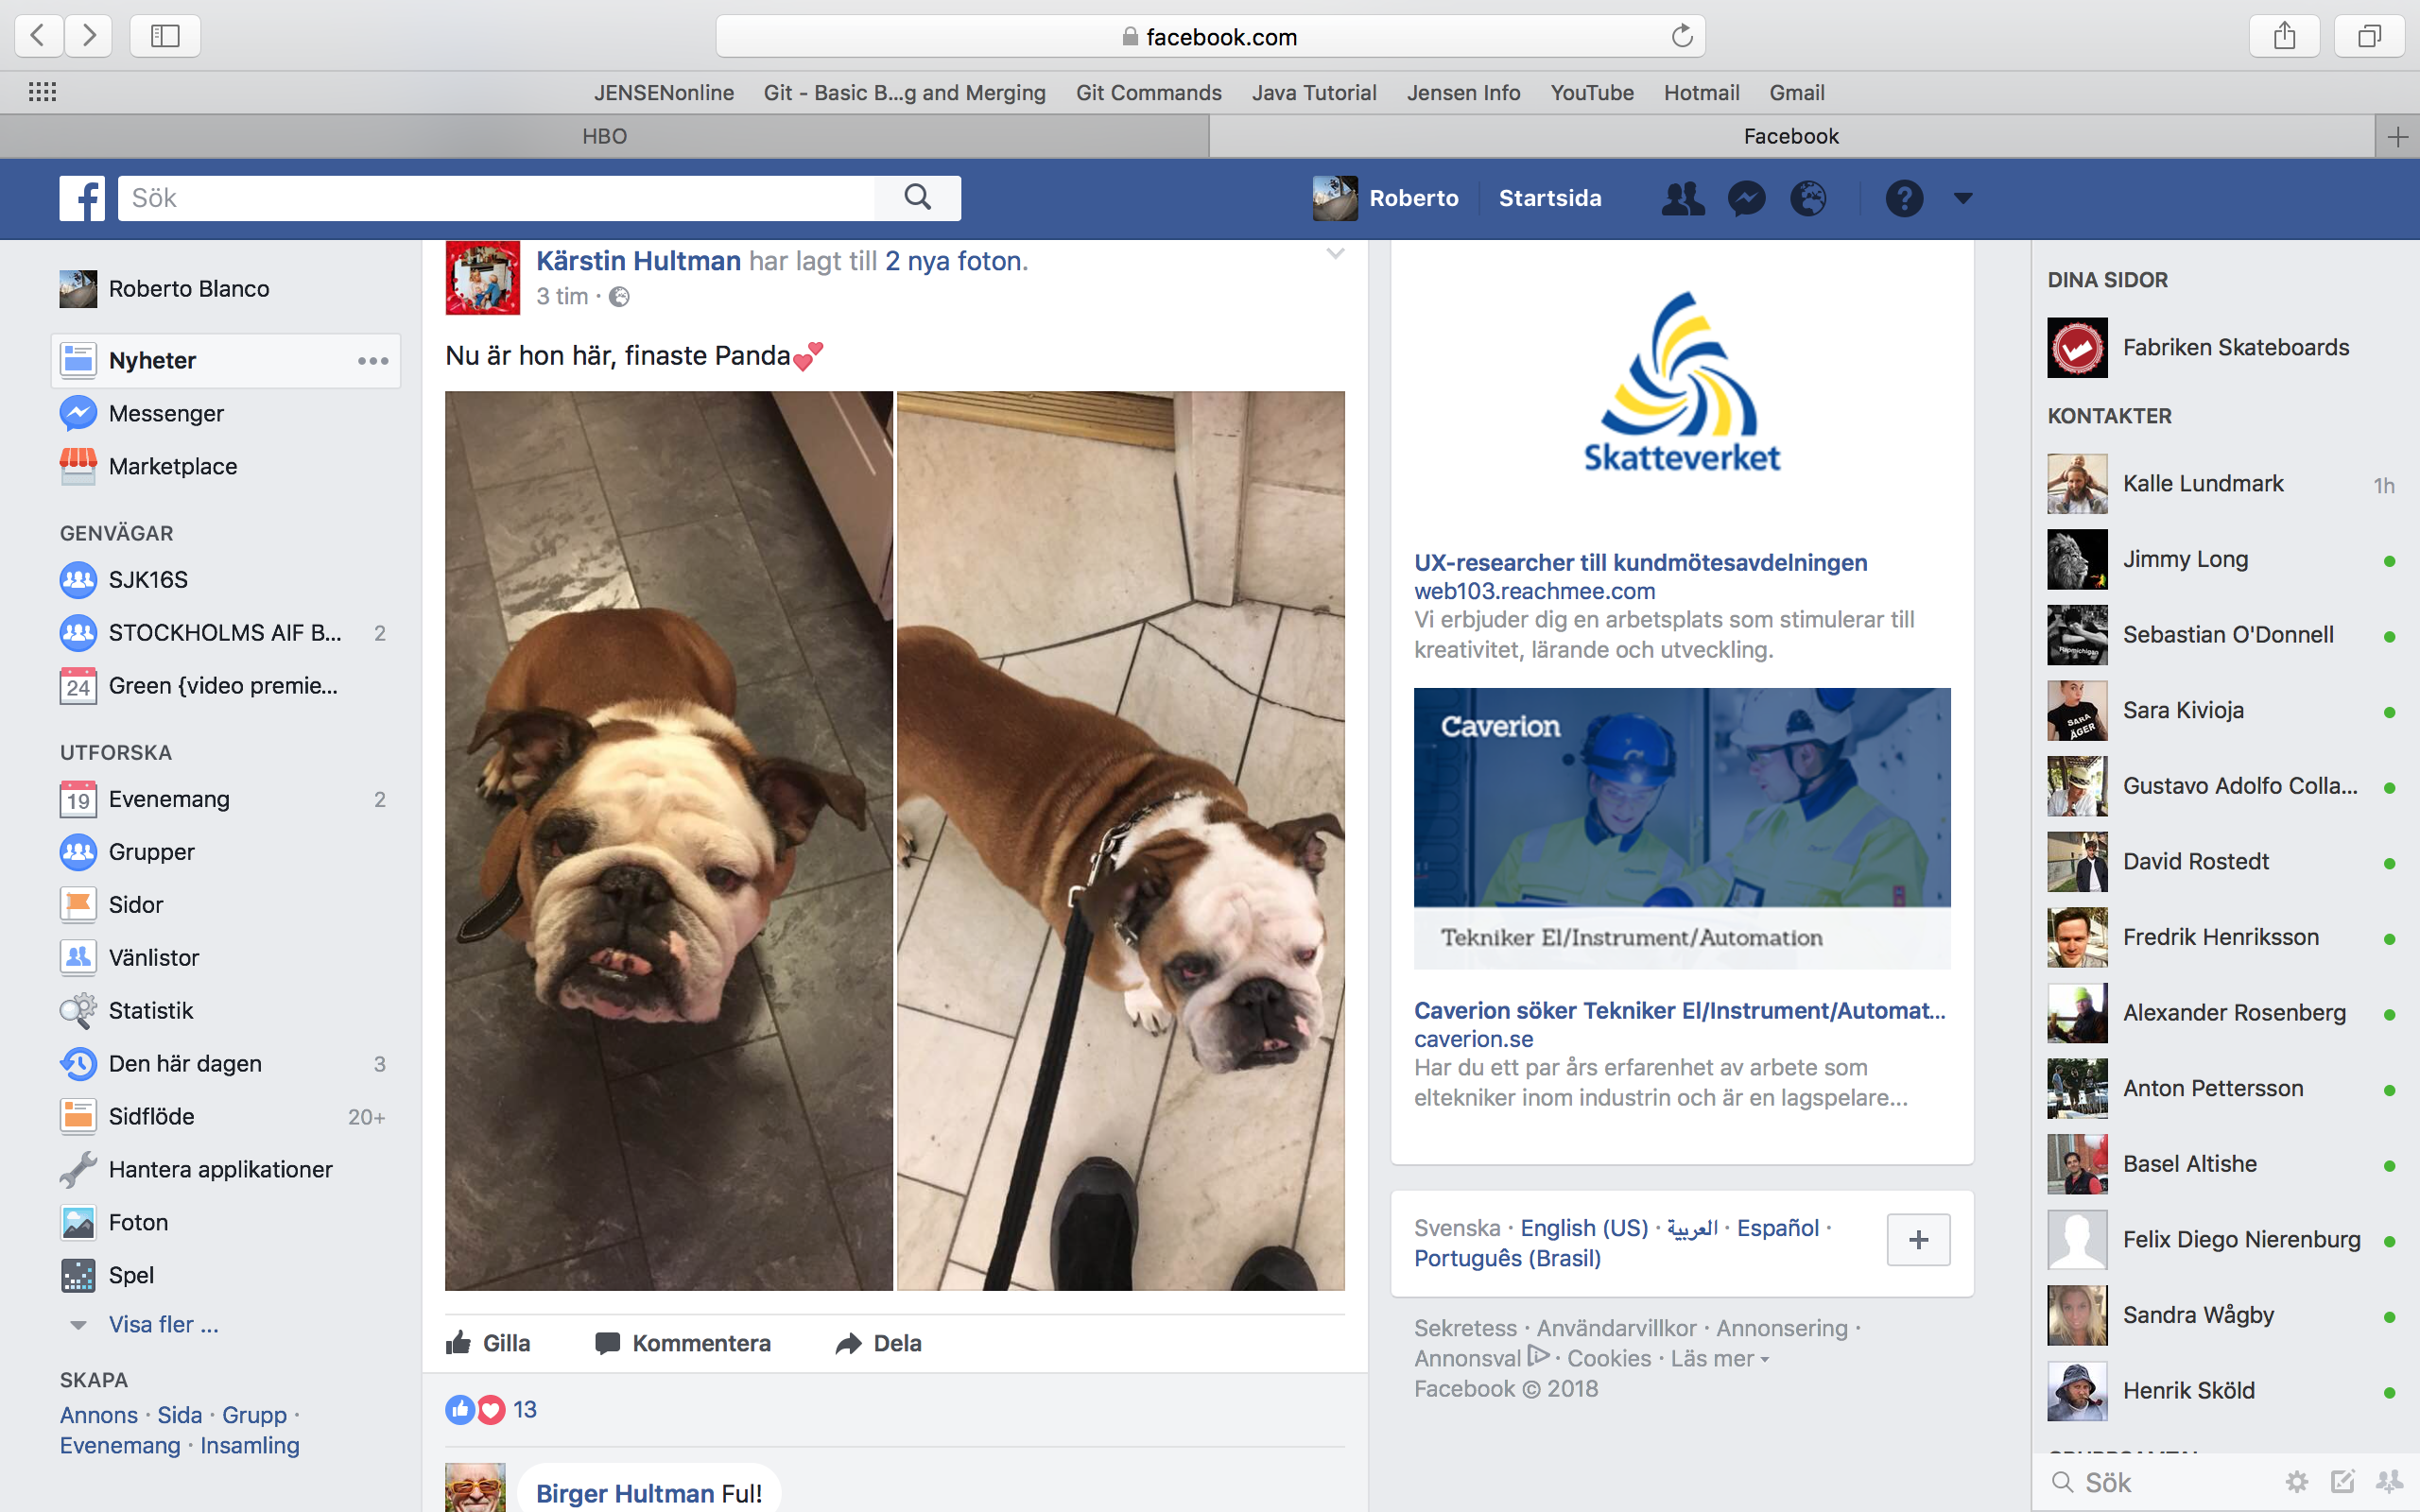 facebook.com
JENSENonline
Git - Basic B...g and Merging
Git Commands
Java Tutorial
Jensen Info
YouTube
Hotmail
Gmail
HBO
Facebook
Sök
Roberto
Startsida
Roberto Blanco
Nyheter
Messenger
Marketplace
GENVÄGAR
SJK16S
STOCKHOLMS AIF B... 2
24 Green {video premie...
UTFORSKA
19 Evenemang 2
Grupper
Sidor
Vänlistor
Statistik
Den här dagen 3
Sidflöde 20+
Hantera applikationer
Foton
Spel
Visa fler ...
SKAPA
Annons · Sida · Grupp ·
Evenemang · Insamling
Kärstin Hultman har lagt till 2 nya foton.
3 tim ·
Nu är hon här, finaste Panda💕
Gilla
Kommentera
Dela
13
Birger Hultman Ful!
Skatteverket
UX-researcher till kundmötesavdelningen
web103.reachmee.com
Vi erbjuder dig en arbetsplats som stimulerar till
kreativitet, lärande och utveckling.
Caverion
Tekniker El/Instrument/Automation
Caverion söker Tekniker El/Instrument/Automat...
caverion.se
Har du ett par års erfarenhet av arbete som
eltekniker inom industrin och är en lagspelare...
Svenska · English (US) · العربية · Español ·
Português (Brasil)
Sekretess · Användarvillkor · Annonsering ·
Annonsval · Cookies · Läs mer
Facebook © 2018
DINA SIDOR
Fabriken Skateboards
KONTAKTER
Kalle Lundmark 1h
Jimmy Long
Sebastian O'Donnell
Sara Kivioja
SARA
ÄGER
Gustavo Adolfo Colla...
David Rostedt
Fredrik Henriksson
Alexander Rosenberg
Anton Pettersson
Basel Altishe
Felix Diego Nierenburg
Sandra Wågby
Henrik Sköld
Sök